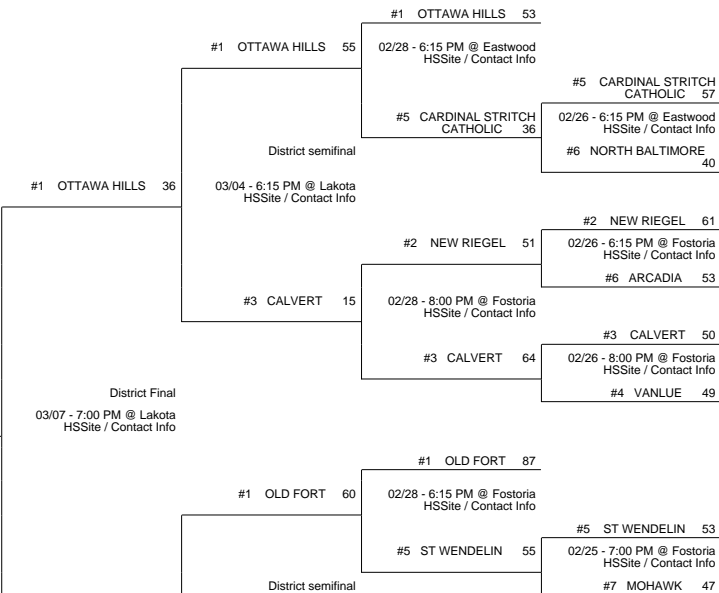 #1 OTTAWA HILLS 53
#1 OTTAWA HILLS 55
02/28 - 6:15 PM @ Eastwood
HSSite / Contact Info
#5 CARDINAL STRITCH
CATHOLIC 57
#5 CARDINAL STRITCH
CATHOLIC 36
02/26 - 6:15 PM @ Eastwood
HSSite / Contact Info
District semifinal
#6 NORTH BALTIMORE
40
#1 OTTAWA HILLS 36
03/04 - 6:15 PM @ Lakota
HSSite / Contact Info
#2 NEW RIEGEL 61
#2 NEW RIEGEL 51
02/26 - 6:15 PM @ Fostoria
HSSite / Contact Info
#6 ARCADIA 53
#3 CALVERT 15
02/28 - 8:00 PM @ Fostoria
HSSite / Contact Info
#3 CALVERT 50
#3 CALVERT 64
02/26 - 8:00 PM @ Fostoria
HSSite / Contact Info
District Final
#4 VANLUE 49
03/07 - 7:00 PM @ Lakota
HSSite / Contact Info
#1 OLD FORT 87
#1 OLD FORT 60
02/28 - 6:15 PM @ Fostoria
HSSite / Contact Info
#5 ST WENDELIN 53
#5 ST WENDELIN 55
02/25 - 7:00 PM @ Fostoria
HSSite / Contact Info
District semifinal
#7 MOHAWK 47